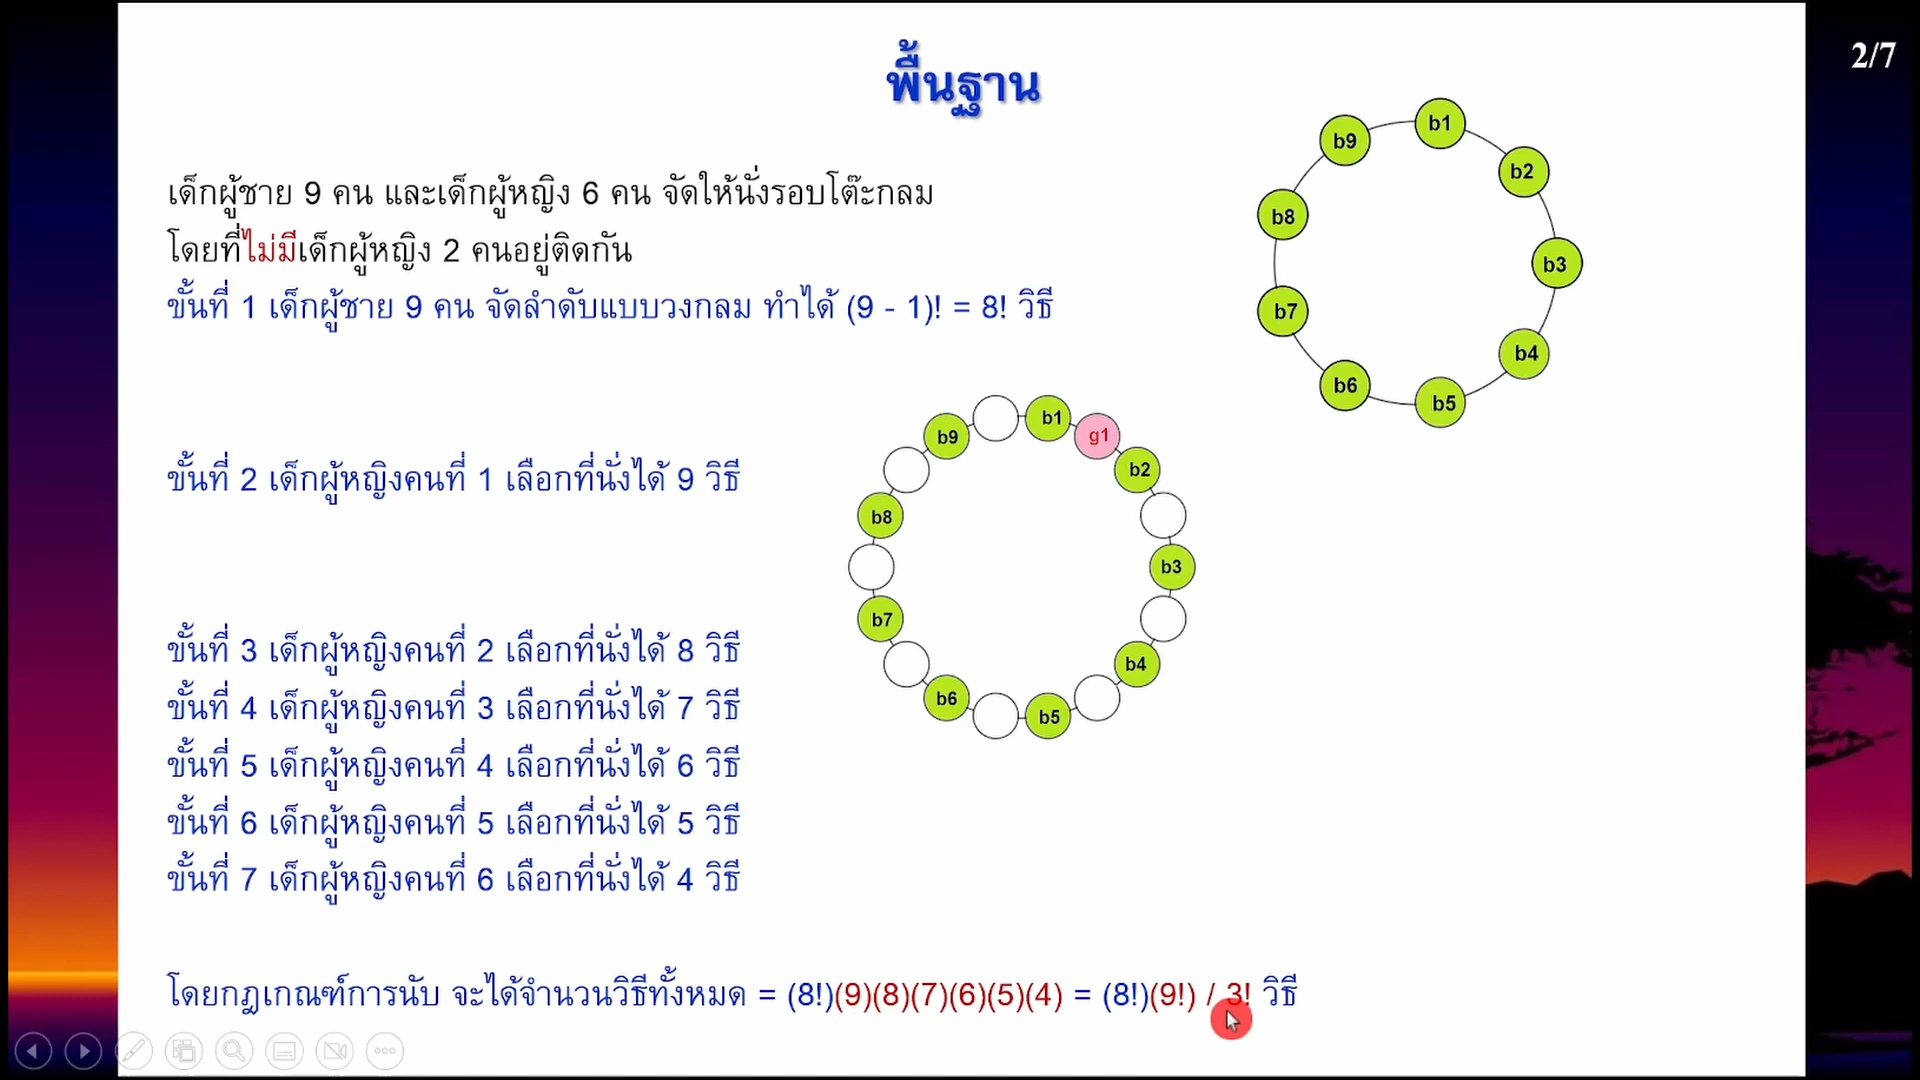 พื้นฐาน
2/7
เด็กผู้ชาย 9 คน และเด็กผู้หญิง 6 คน จัดให้นั่งรอบโต๊ะกลม
โดยที่ไม่มีเด็กผู้หญิง 2 คนอยู่ติดกัน
ขั้นที่ 1 เด็กผู้ชาย 9 คน จัดลำดับแบบวงกลม ทำได้ (9 - 1)! = 8! วิธี
b9
b1
b2
b8
b3
b7
b4
b6
b5
ขั้นที่ 2 เด็กผู้หญิงคนที่ 1 เลือกที่นั่งได้ 9 วิธี
b9
b1
g1
b2
b8
b3
b7
b4
b6
b5
ขั้นที่ 3 เด็กผู้หญิงคนที่ 2 เลือกที่นั่งได้ 8 วิธี
ขั้นที่ 4 เด็กผู้หญิงคนที่ 3 เลือกที่นั่งได้ 7 วิธี
ขั้นที่ 5 เด็กผู้หญิงคนที่ 4 เลือกที่นั่งได้ 6 วิธี
ขั้นที่ 6 เด็กผู้หญิงคนที่ 5 เลือกที่นั่งได้ 5 วิธี
ขั้นที่ 7 เด็กผู้หญิงคนที่ 6 เลือกที่นั่งได้ 4 วิธี
โดยกฎเกณฑ์การนับ จะได้จำนวนวิธีทั้งหมด = (8!)(9)(8)(7)(6)(5)(4) = (8!)(9!) / 3! วิธี